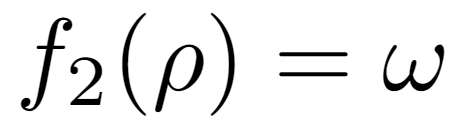 f₂(ρ) = ω